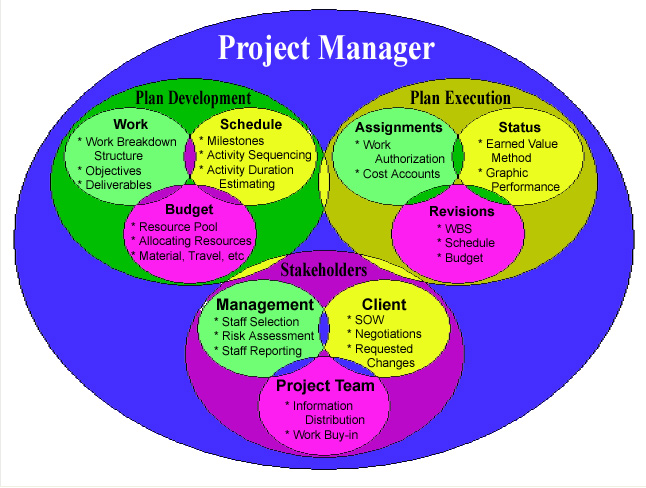 Project Manager
Plan Development
Work
* Work Breakdown
Structure
* Objectives
* Deliverables
Schedule
* Milestones
* Activity Sequencing
* Activity Duration
Estimating
Budget
* Resource Pool
* Allocating Resources
* Material, Travel, etc
Plan Execution
Assignments
* Work
Authorization
* Cost Accounts
Status
* Earned Value
Method
* Graphic
Performance
Revisions
* WBS
* Schedule
* Budget
Stakeholders
Management
* Staff Selection
* Risk Assessment
* Staff Reporting
Client
* SOW
* Negotiations
* Requested
Changes
Project Team
* Information
Distribution
* Work Buy-in